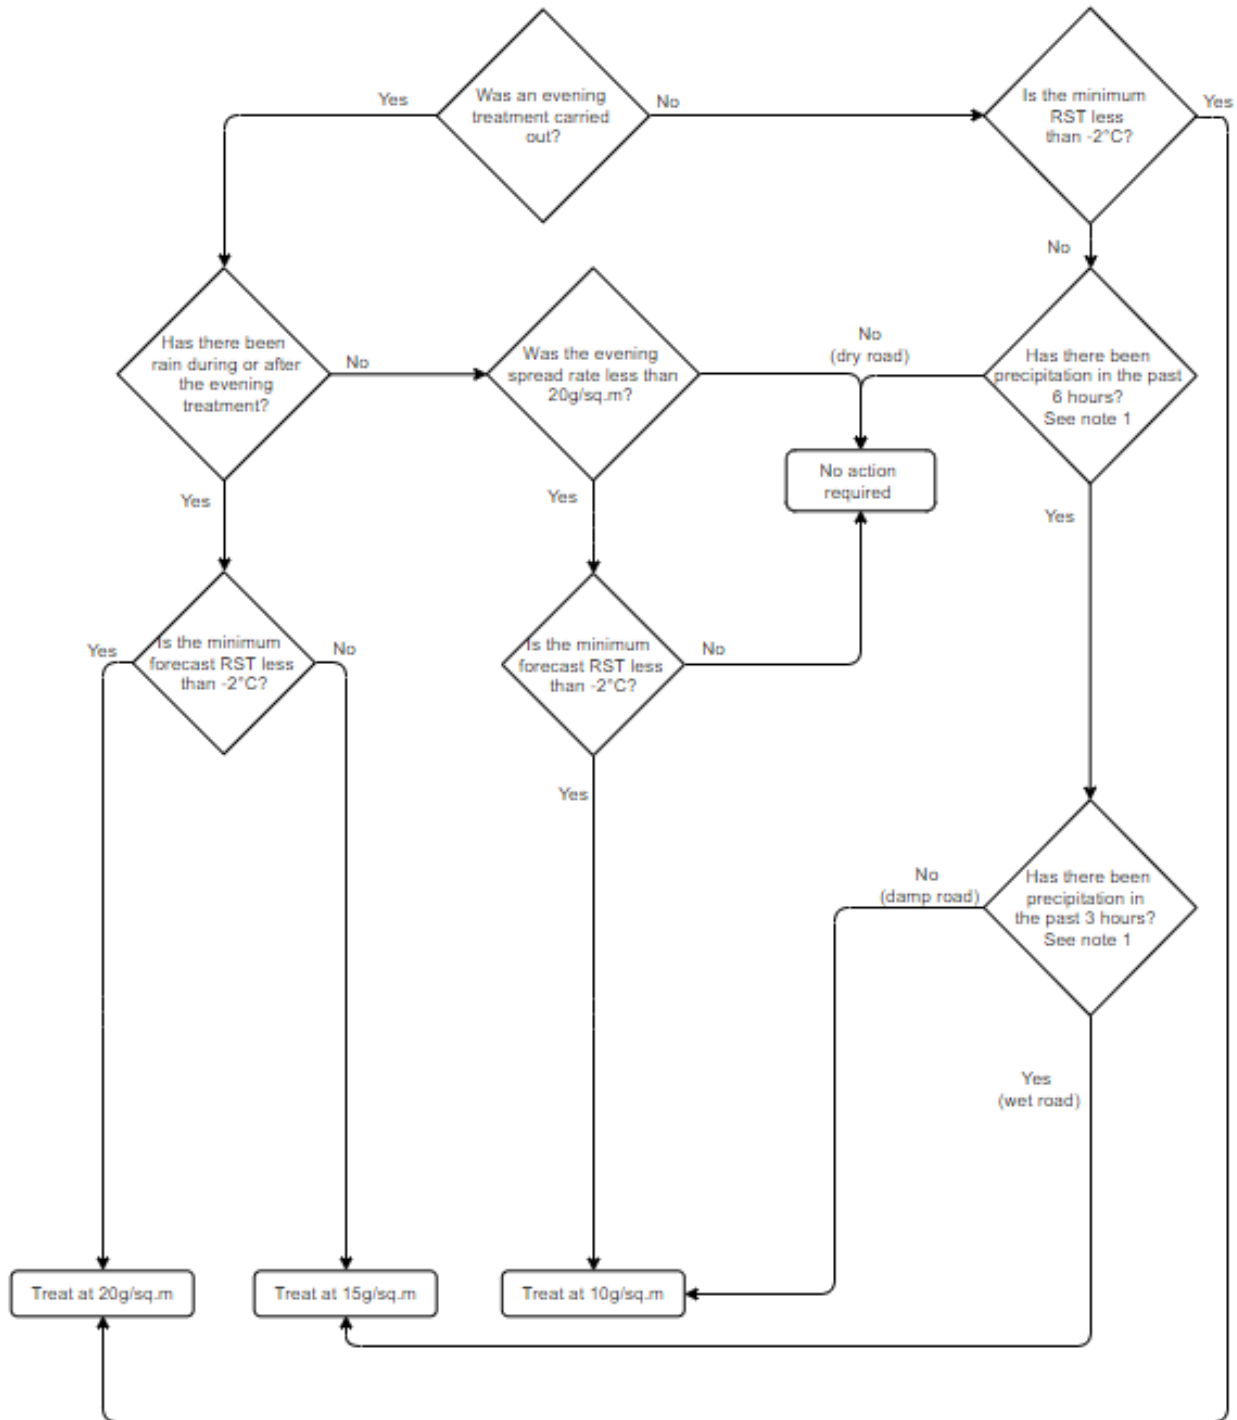 Was an evening
treatment carried
out?
Yes
No
Is the minimum
RST less
than -2°C?
Yes
No
Has there been
rain during or after
the evening
treatment?
No
Was the evening
spread rate less than
20g/sq.m?
No
(dry road)
Has there been
precipitation in the past
6 hours?
See note 1
No action
required
Yes
Yes
Yes
Is the minimum
forecast RST less
than -2°C?
Yes
No
Is the minimum
forecast RST less
than -2°C?
No
Yes
No
(damp road)
Has there been
precipitation in
the past 3 hours?
See note 1
Yes
(wet road)
Treat at 20g/sq.m
Treat at 15g/sq.m
Treat at 10g/sq.m